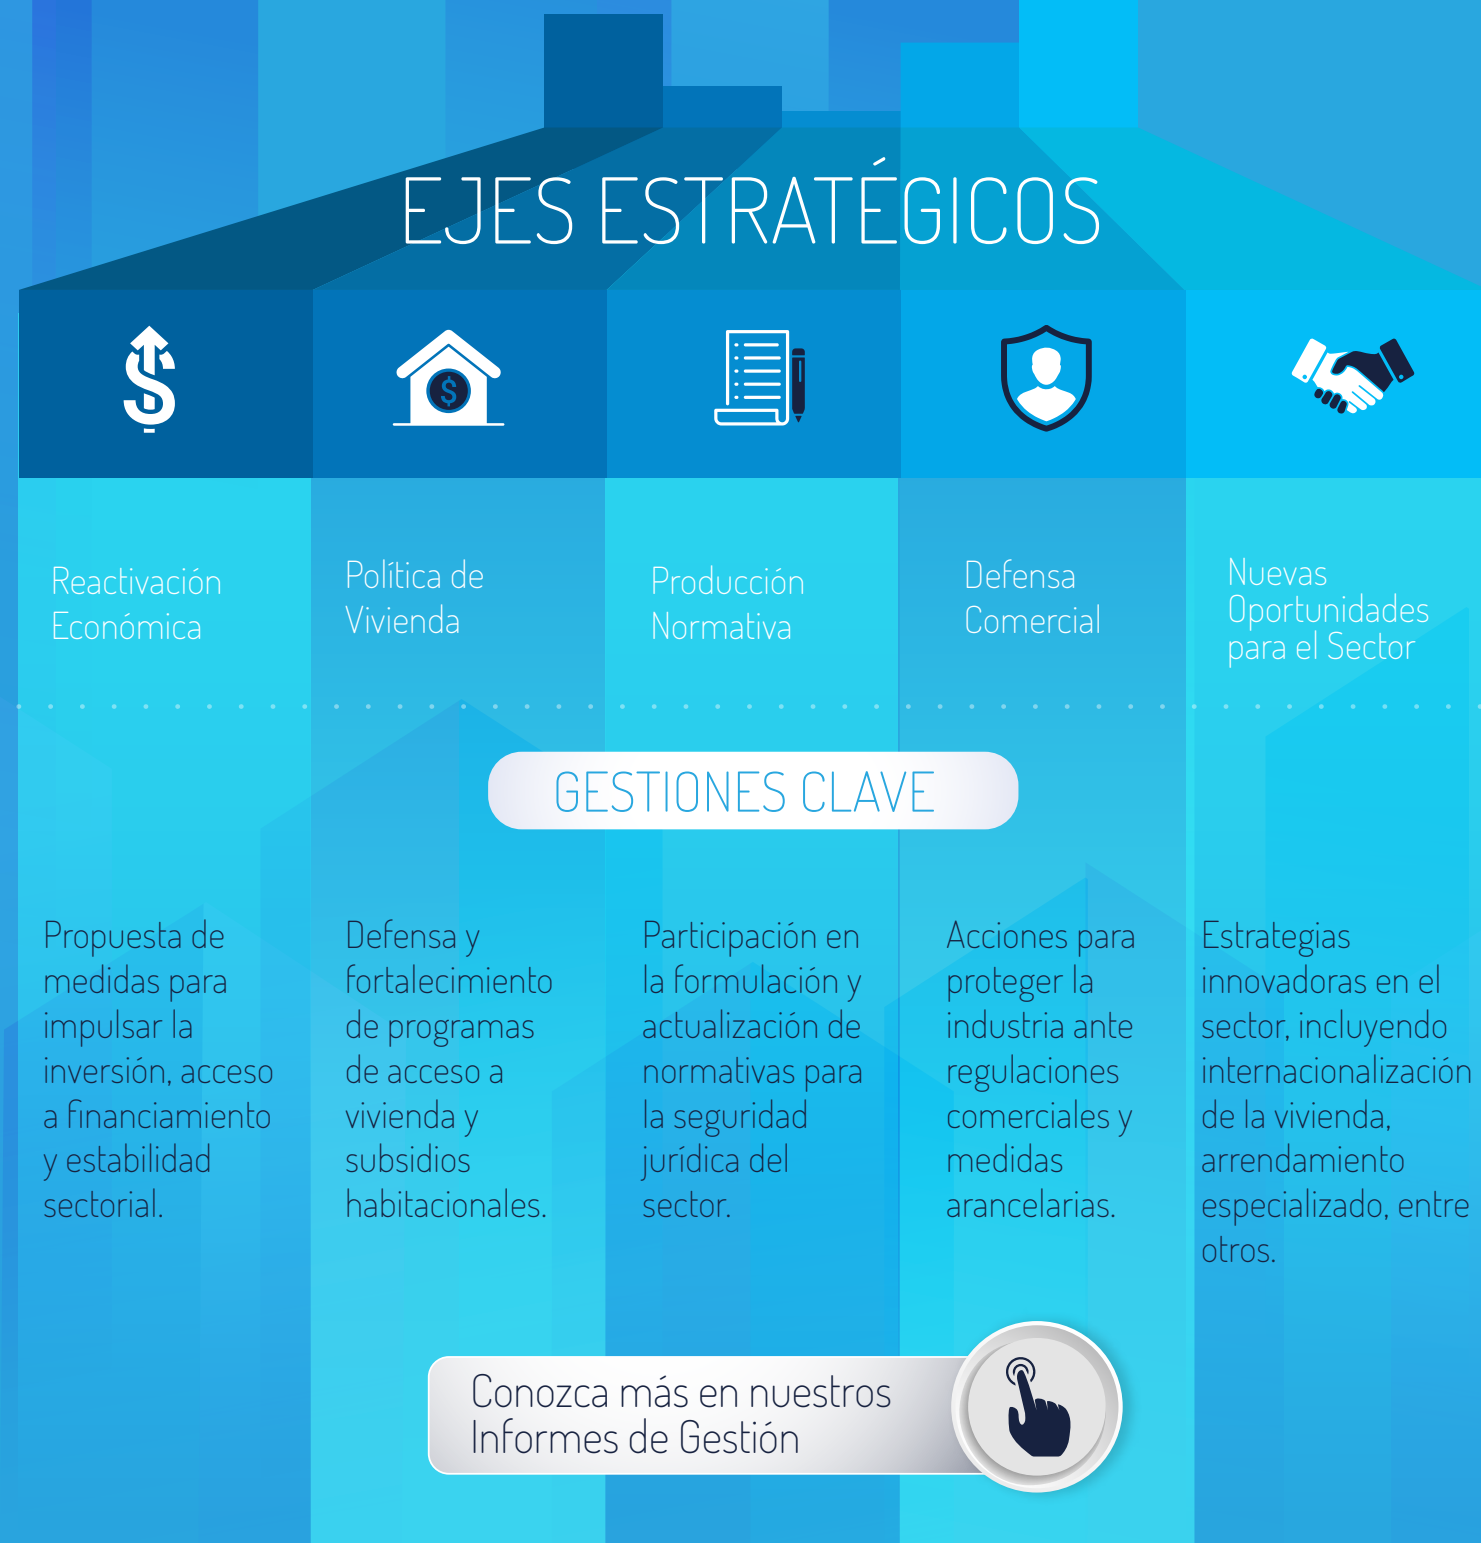 EJES ESTRATÉGICOS
Reactivación
Económica
Política de
Vivienda
Producción
Normativa
Defensa
Comercial
Nuevas
Oportunidades
para el Sector
GESTIONES CLAVE
Propuesta de
medidas para
impulsar la
inversión, acceso
a financiamiento
y estabilidad
sectorial.
Defensa y
fortalecimiento
de programas
de acceso a
vivienda y
subsidios
habitacionales.
Participación en
la formulación y
actualización de
normativas para
la seguridad
jurídica del
sector.
Acciones para
proteger la
industria ante
regulaciones
comerciales y
medidas
arancelarias.
Estrategias
innovadoras en el
sector, incluyendo
internacionalización
de la vivienda,
arrendamiento
especializado, entre
otros.
Conozca más en nuestros
Informes de Gestión